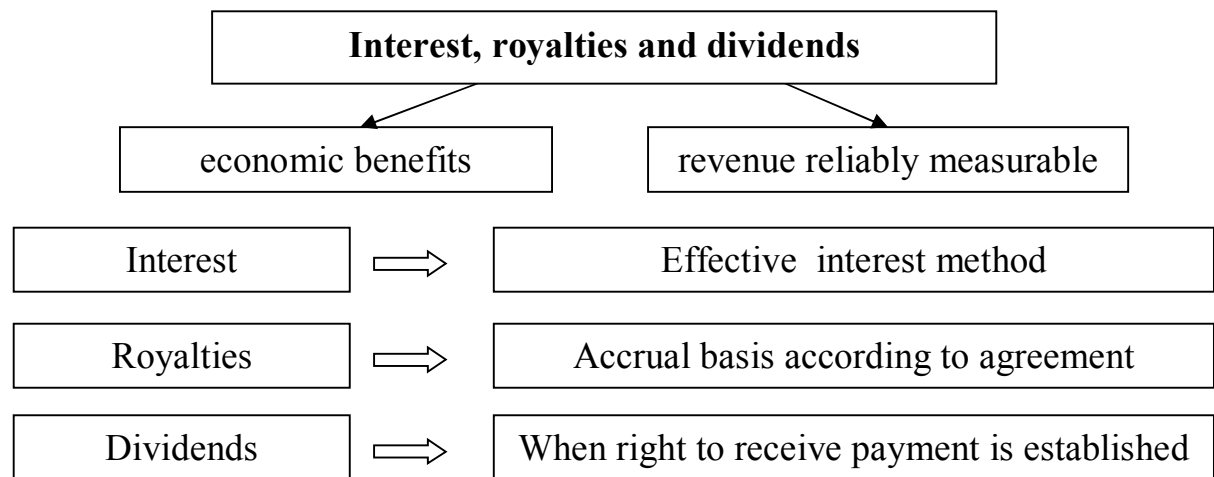 Interest, royalties and dividends
economic benefits
revenue reliably measurable
Interest
Effective interest method
Royalties
Accrual basis according to agreement
Dividends
When right to receive payment is established